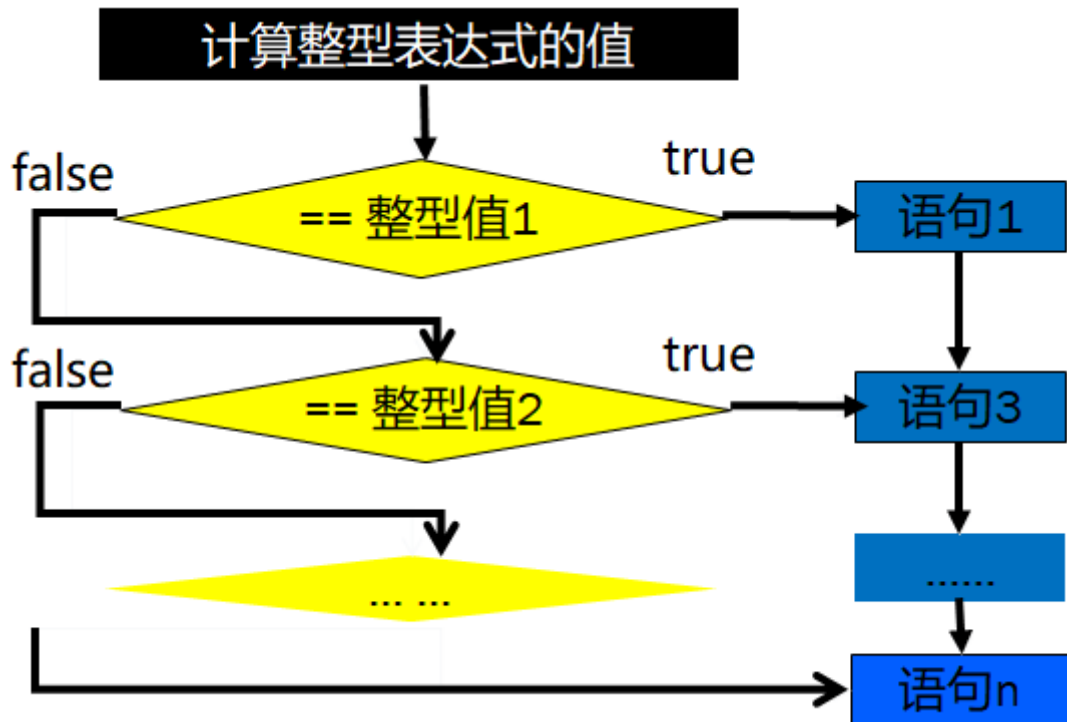 计算整型表达式的值
false
true
== 整型值1
语句1
false
true
== 整型值2
语句3
... ...
......
语句n